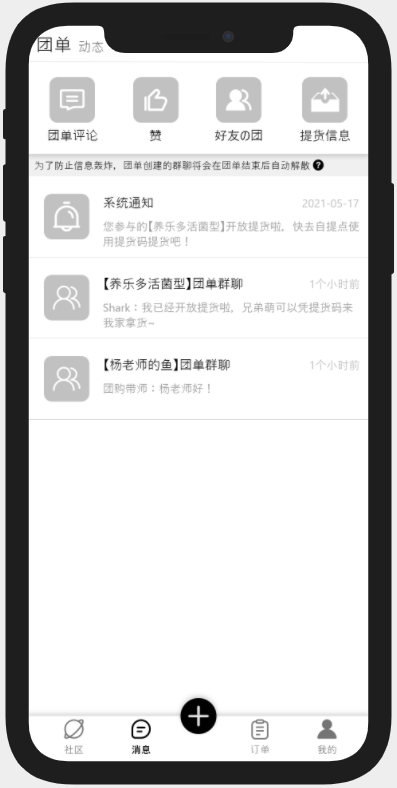 团单 动态
团单评论 赞 好友の团 提货信息
为了防止信息轰炸，团单创建的群聊将会在团单结束后自动解散 ?
系统通知 2021-05-17
您参与的【养乐多活菌型】开放提货啦，快去自提点使
用提货码提货吧！
【养乐多活菌型】团单群聊 1个小时前
Shark：我已经开放提货啦，兄弟萌可以凭提货码来
我家拿货~
【杨老师的鱼】团单群聊 1个小时前
团购带师：杨老师好！
社区 消息 订单 我的